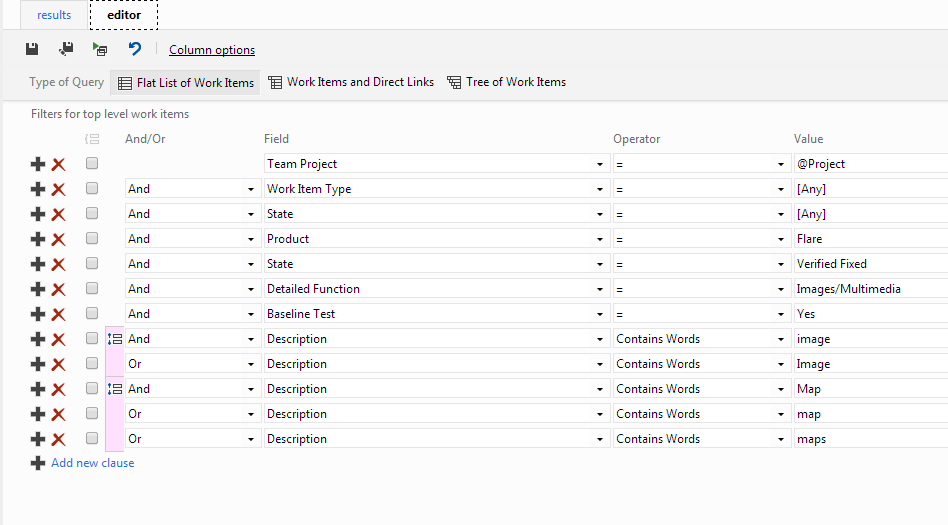 results editor
Column options
Type of Query Flat List of Work Items Work Items and Direct Links Tree of Work Items
Filters for top level work items
And/Or Field Operator Value
Team Project = @Project
And Work Item Type = [Any]
And State = [Any]
And Product = Flare
And State = Verified Fixed
And Detailed Function = Images/Multimedia
And Baseline Test = Yes
And Description Contains Words image
Or Description Contains Words Image
And Description Contains Words Map
Or Description Contains Words map
Or Description Contains Words maps
Add new clause